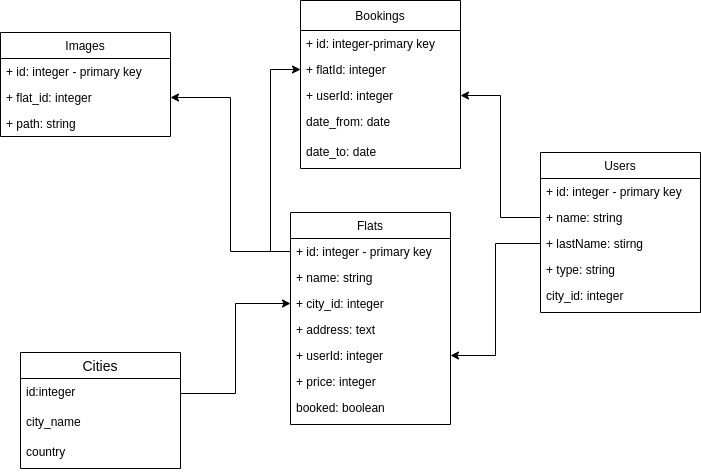 Images
+ id: integer - primary key
+ flat_id: integer
+ path: string
Bookings
+ id: integer-primary key
+ flatId: integer
+ userId: integer
date_from: date
date_to: date
Users
+ id: integer - primary key
+ name: string
+ lastName: stirng
+ type: string
city_id: integer
Flats
+ id: integer - primary key
+ name: string
+ city_id: integer
+ address: text
+ userId: integer
+ price: integer
booked: boolean
Cities
id:integer
city_name
country